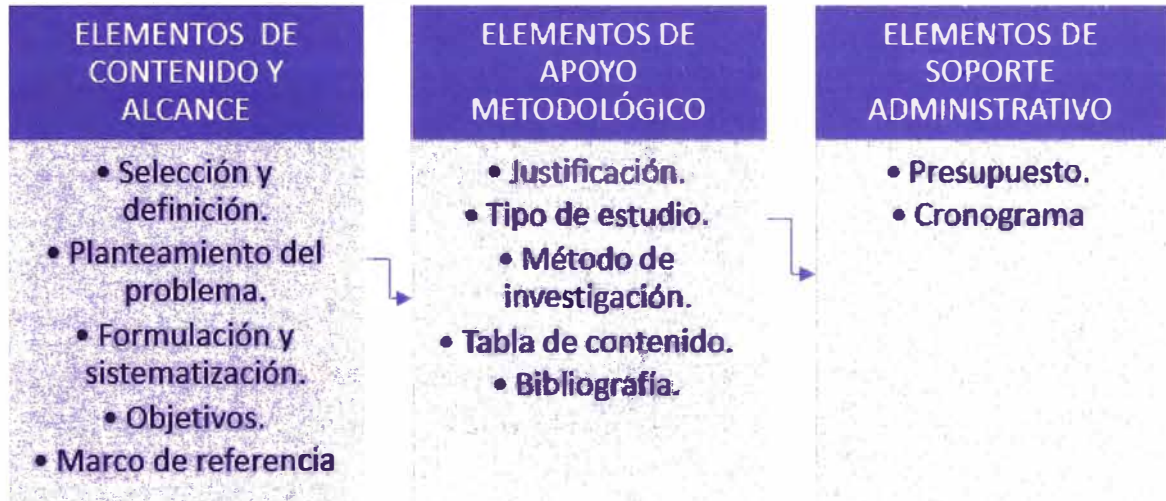 ELEMENTOS DE
CONTENIDO Y
ALCANCE
• Selección y
definición.
• Planteamiento del
problema.
• Formulación y
sistematización.
• Objetivos.
• Marco de referencia
ELEMENTOS DE
APOYO
METODOLÓGICO
• Justificación.
• Tipo de estudio.
• Método de
investigación.
• Tabla de contenido.
• Bibliografía.
ELEMENTOS DE
SOPORTE
ADMINISTRATIVO
• Presupuesto.
• Cronograma